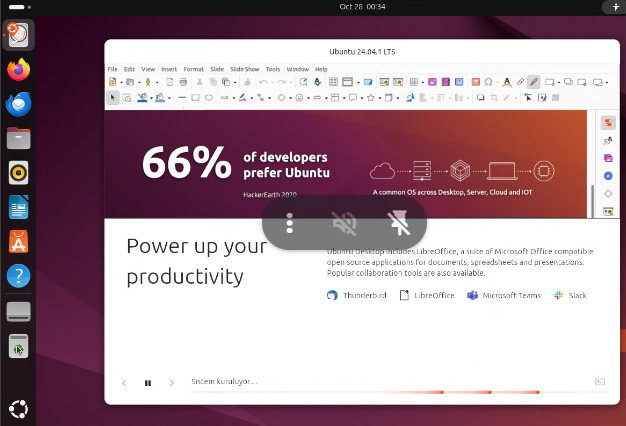 Oct 28 00:34
Ubuntu 24.04.1 LTS
File Edit View Insert Format Slide Slide Show Tools Window Help
66% of developers
prefer Ubuntu
HackerEarth 2020
A common OS across Desktop, Server, Cloud and IOT
Power up your
productivity
Ubuntu Desktop includes LibreOffice, a suite of Microsoft Office compatible
open source applications for documents, spreadsheets and presentations.
Popular collaboration tools are also available.
Thunderbird LibreOffice Microsoft Teams Slack
Sistem kuruluyor...